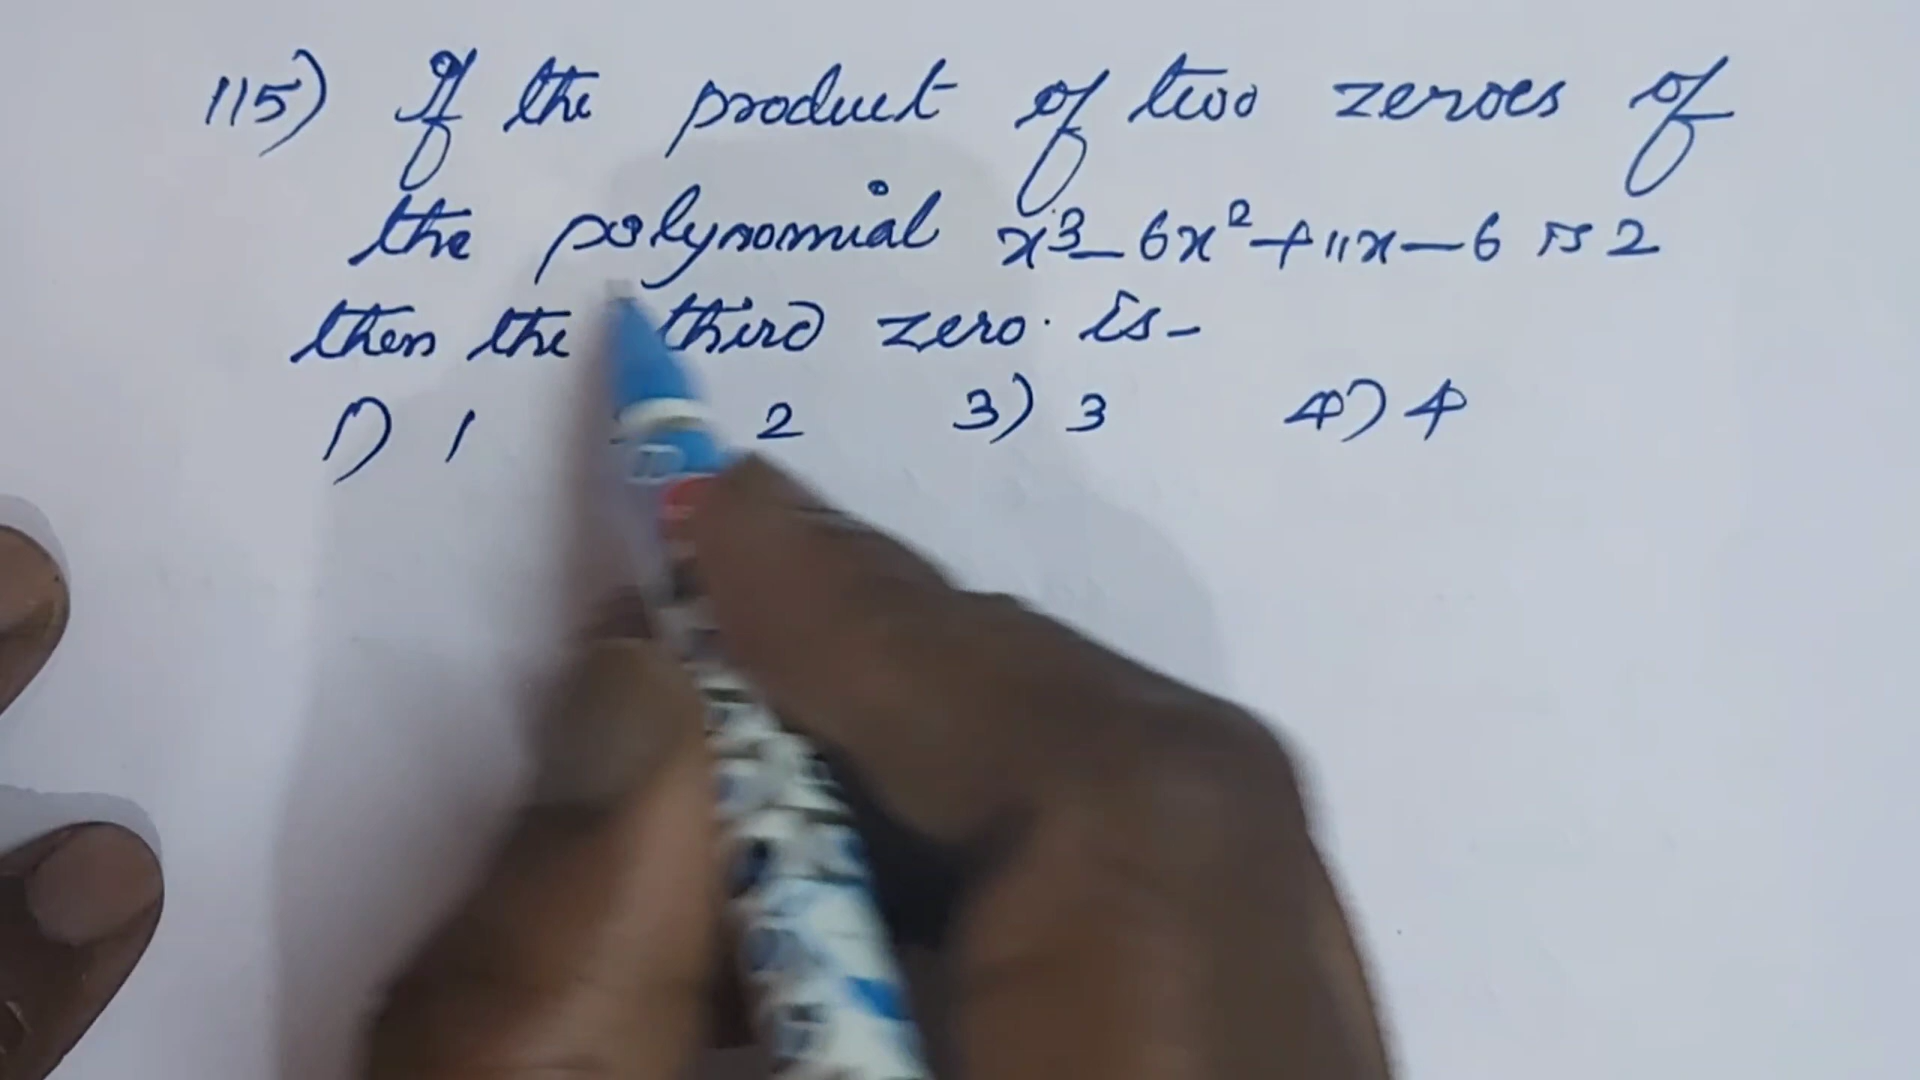 115) If the product of two zeroes of
the polynomial x³-6x²+11x-6 is 2
then the third zero is-
1) 1 2 3) 3 4) 4